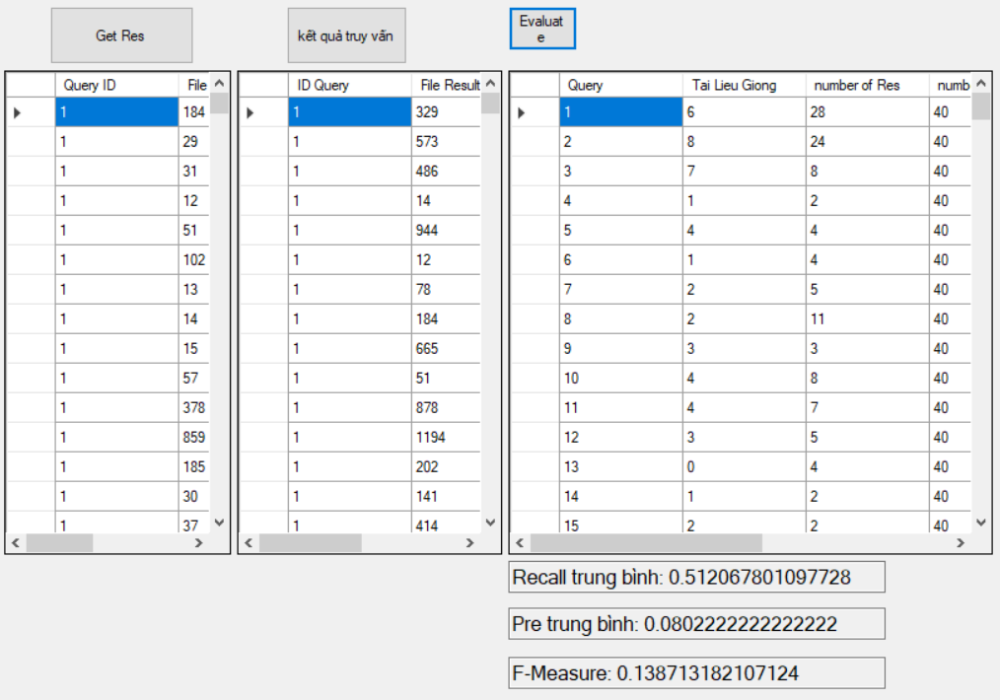 Get Res
kết quả truy vấn
Evaluat
e
Query ID File
1 184
1 29
1 31
1 12
1 51
1 102
1 13
1 14
1 15
1 57
1 378
1 859
1 185
1 30
1 37
ID Query File Result
1 329
1 573
1 486
1 14
1 944
1 12
1 78
1 184
1 665
1 51
1 878
1 1194
1 202
1 141
1 414
Query Tai Lieu Giong number of Res numb
1 6 28 40
2 8 24 40
3 7 8 40
4 1 2 40
5 4 4 40
6 1 4 40
7 2 5 40
8 2 11 40
9 3 3 40
10 4 8 40
11 4 7 40
12 3 5 40
13 0 4 40
14 1 2 40
15 2 2 40
Recall trung bình: 0.512067801097728
Pre trung bình: 0.0802222222222222
F-Measure: 0.138713182107124